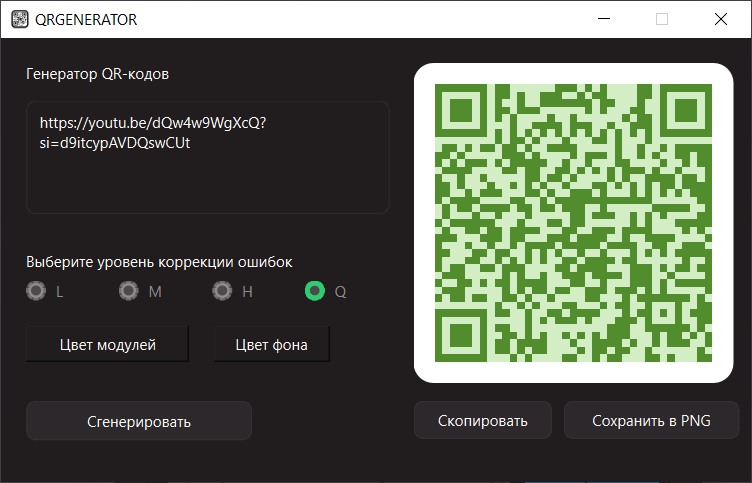 QRGENERATOR
Генератор QR-кодов
https://youtu.be/dQw4w9WgXcQ?
si=d9itcypAVDQswCUt
Выберите уровень коррекции ошибок
L M H Q
Цвет модулей Цвет фона
Сгенерировать Скопировать Сохранить в PNG